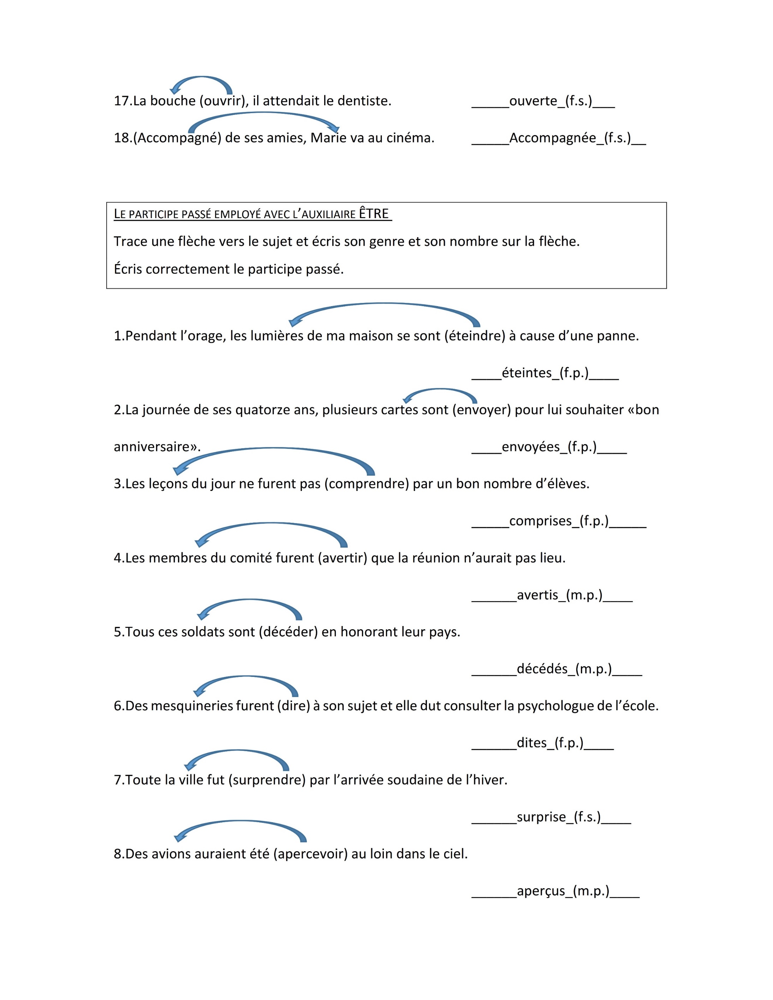 17.La bouche (ouvrir), il attendait le dentiste. _____ouverte_(f.s.)___
18.(Accompagné) de ses amies, Marie va au cinéma. _____Accompagnée_(f.s.)__
LE PARTICIPE PASSÉ EMPLOYÉ AVEC L’AUXILIAIRE ÊTRE
Trace une flèche vers le sujet et écris son genre et son nombre sur la flèche.
Écris correctement le participe passé.
1.Pendant l’orage, les lumières de ma maison se sont (éteindre) à cause d’une panne.
____éteintes_(f.p.)____
2.La journée de ses quatorze ans, plusieurs cartes sont (envoyer) pour lui souhaiter «bon
anniversaire». ____envoyées_(f.p.)____
3.Les leçons du jour ne furent pas (comprendre) par un bon nombre d’élèves.
_____comprises_(f.p.)_____
4.Les membres du comité furent (avertir) que la réunion n’aurait pas lieu.
______avertis_(m.p.)____
5.Tous ces soldats sont (décéder) en honorant leur pays.
______décédés_(m.p.)____
6.Des mesquineries furent (dire) à son sujet et elle dut consulter la psychologue de l’école.
______dites_(f.p.)____
7.Toute la ville fut (surprendre) par l’arrivée soudaine de l’hiver.
______surprise_(f.s.)____
8.Des avions auraient été (apercevoir) au loin dans le ciel.
______aperçus_(m.p.)____